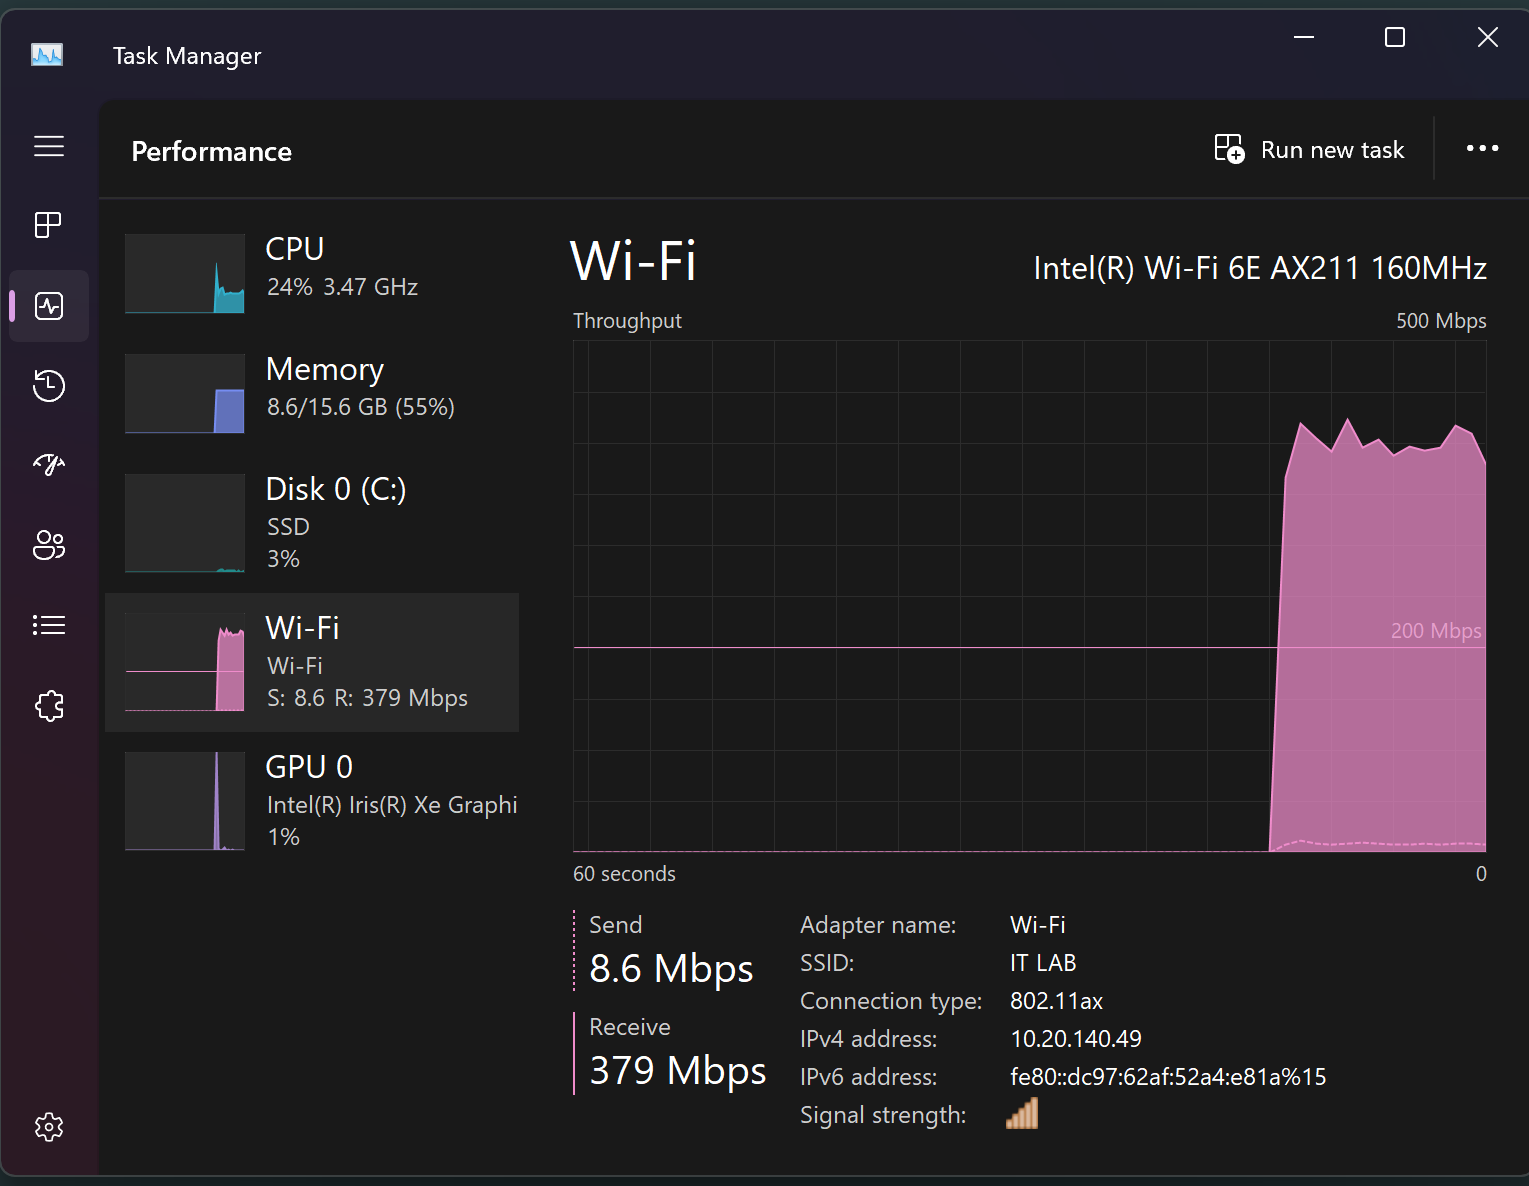 Task Manager
Performance
Run new task
CPU
24% 3.47 GHz
Memory
8.6/15.6 GB (55%)
Disk 0 (C:)
SSD
3%
Wi-Fi
Wi-Fi
S: 8.6 R: 379 Mbps
GPU 0
Intel(R) Iris(R) Xe Graphi
1%
Wi-Fi
Intel(R) Wi-Fi 6E AX211 160MHz
Throughput
500 Mbps
200 Mbps
60 seconds
0
Send
8.6 Mbps
Receive
379 Mbps
Adapter name: Wi-Fi
SSID: IT LAB
Connection type: 802.11ax
IPv4 address: 10.20.140.49
IPv6 address: fe80::dc97:62af:52a4:e81a%15
Signal strength: